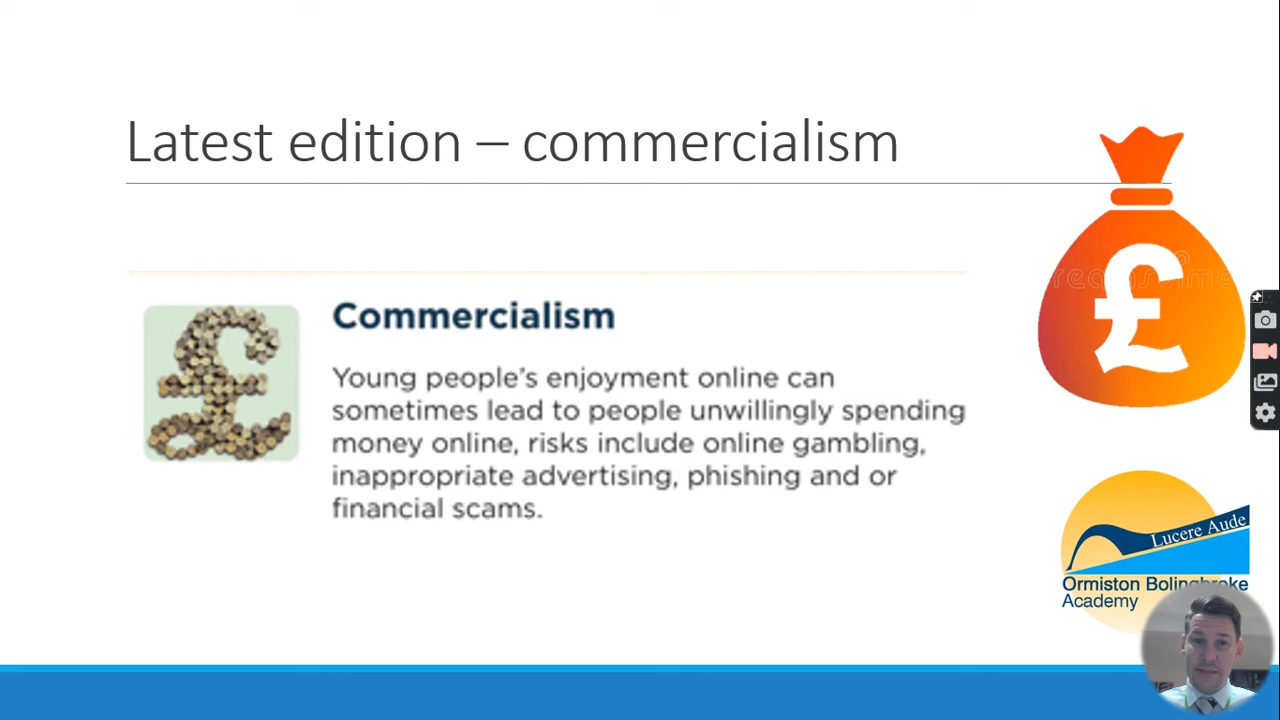 Latest edition – commercialism
£
Commercialism
Young people's enjoyment online can
sometimes lead to people unwillingly spending
money online, risks include online gambling,
inappropriate advertising, phishing and or
financial scams.
Lucere Aude
Ormiston Bolingbroke
Academy